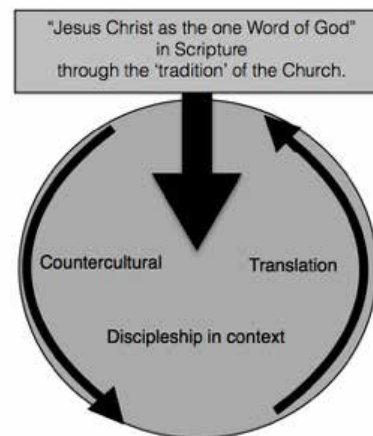 “Jesus Christ as the one Word of God”
in Scripture
through the ‘tradition’ of the Church.
Countercultural
Translation
Discipleship in context